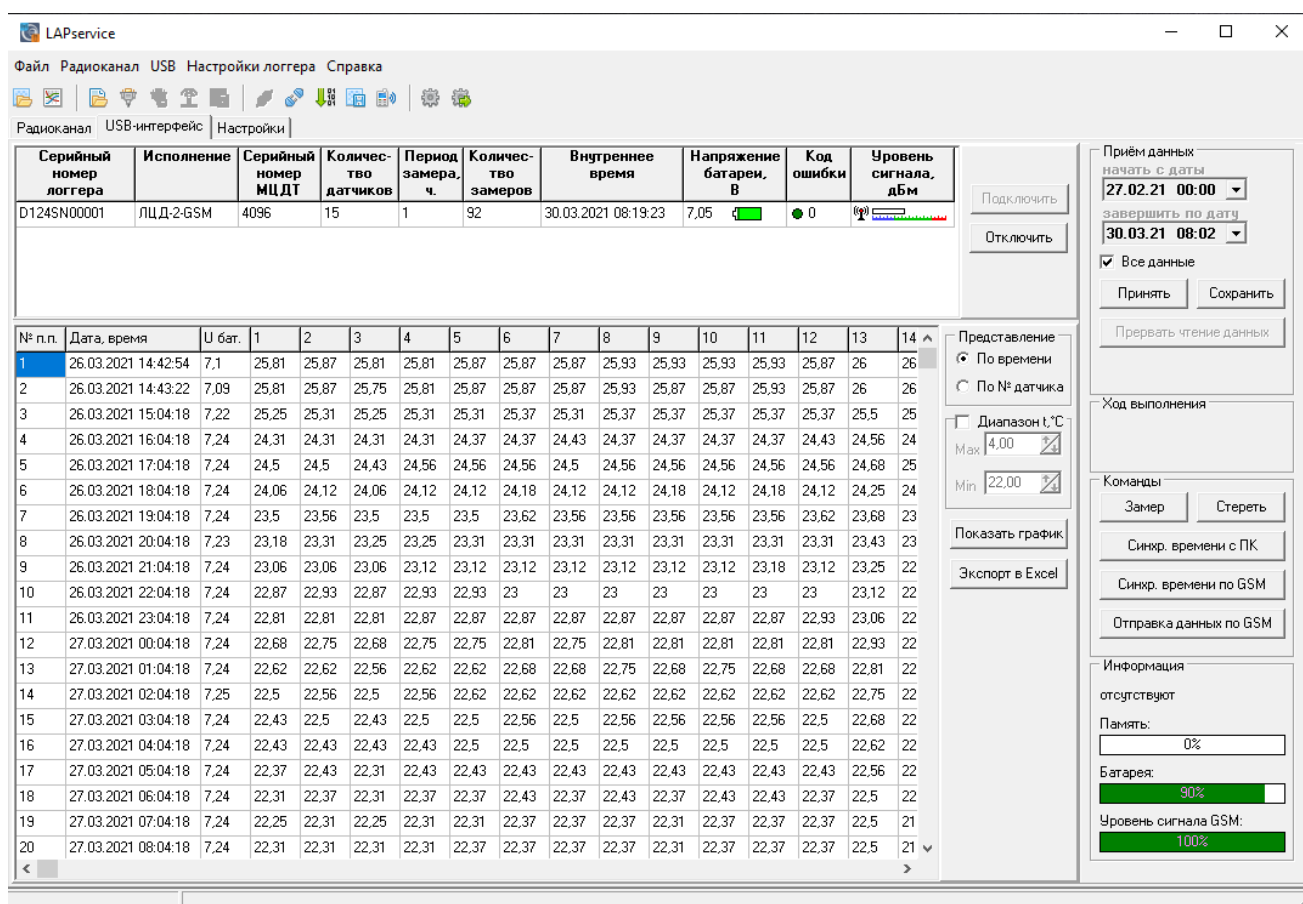 LAPservice
Файл Радиоканал USB Настройки логгера Справка
Радиоканал USB-интерфейс Настройки
Серийный номер логгера Исполнение Серийный номер МЦДТ Количес-тво датчиков Период замера, ч. Количес-тво замеров Внутреннее время Напряжение батареи, В Код ошибки Уровень сигнала, дБм
D124SN00001 ЛЦД-2-GSM 4096 15 1 92 30.03.2021 08:19:23 7,05 0
Подключить
Отключить
№ п.п. Дата, время U бат. 1 2 3 4 5 6 7 8 9 10 11 12 13 14
1 26.03.2021 14:42:54 7,1 25,81 25,87 25,81 25,81 25,87 25,87 25,87 25,93 25,93 25,93 25,93 25,87 26 26
2 26.03.2021 14:43:22 7,09 25,81 25,87 25,75 25,81 25,87 25,87 25,87 25,93 25,87 25,87 25,93 25,87 26 26
3 26.03.2021 15:04:18 7,22 25,25 25,31 25,25 25,31 25,31 25,37 25,31 25,37 25,37 25,37 25,37 25,37 25,5 25
4 26.03.2021 16:04:18 7,24 24,31 24,31 24,31 24,31 24,37 24,37 24,43 24,37 24,37 24,37 24,37 24,43 24,56 24
5 26.03.2021 17:04:18 7,24 24,5 24,5 24,43 24,56 24,56 24,56 24,5 24,56 24,56 24,56 24,56 24,56 24,68 25
6 26.03.2021 18:04:18 7,24 24,06 24,12 24,06 24,12 24,12 24,18 24,12 24,12 24,18 24,12 24,18 24,12 24,25 24
7 26.03.2021 19:04:18 7,24 23,5 23,56 23,5 23,5 23,5 23,62 23,56 23,56 23,56 23,56 23,56 23,62 23,68 23
8 26.03.2021 20:04:18 7,23 23,18 23,31 23,25 23,25 23,31 23,31 23,31 23,31 23,31 23,31 23,31 23,31 23,43 23
9 26.03.2021 21:04:18 7,24 23,06 23,06 23,06 23,12 23,12 23,12 23,12 23,12 23,12 23,12 23,18 23,12 23,25 22
10 26.03.2021 22:04:18 7,24 22,87 22,93 22,87 22,93 22,93 23 23 23 23 23 23 23 23,12 22
11 26.03.2021 23:04:18 7,24 22,81 22,81 22,81 22,87 22,87 22,87 22,87 22,87 22,87 22,87 22,87 22,93 23,06 22
12 27.03.2021 00:04:18 7,24 22,68 22,75 22,68 22,75 22,75 22,81 22,75 22,81 22,81 22,81 22,81 22,81 22,93 22
13 27.03.2021 01:04:18 7,24 22,62 22,62 22,56 22,62 22,62 22,68 22,68 22,75 22,68 22,75 22,68 22,68 22,81 22
14 27.03.2021 02:04:18 7,25 22,5 22,56 22,5 22,56 22,62 22,62 22,62 22,62 22,62 22,62 22,62 22,62 22,75 22
15 27.03.2021 03:04:18 7,24 22,43 22,5 22,43 22,5 22,5 22,56 22,5 22,56 22,56 22,56 22,56 22,5 22,68 22
16 27.03.2021 04:04:18 7,24 22,43 22,43 22,43 22,43 22,5 22,5 22,5 22,5 22,5 22,5 22,5 22,5 22,62 22
17 27.03.2021 05:04:18 7,24 22,37 22,43 22,31 22,43 22,43 22,43 22,43 22,43 22,43 22,43 22,43 22,43 22,56 22
18 27.03.2021 06:04:18 7,24 22,31 22,37 22,31 22,37 22,37 22,43 22,37 22,43 22,37 22,43 22,43 22,37 22,5 22
19 27.03.2021 07:04:18 7,24 22,25 22,31 22,25 22,31 22,31 22,37 22,37 22,37 22,31 22,37 22,37 22,37 22,5 21
20 27.03.2021 08:04:18 7,24 22,31 22,31 22,31 22,31 22,37 22,37 22,37 22,37 22,31 22,37 22,37 22,37 22,5 21
Представление
По времени
По № датчика
Диапазон t,°C
Max 4,00
Min 22,00
Показать график
Экспорт в Excel
Приём данных
начать с даты
27.02.21 00:00
завершить по дату
30.03.21 08:02
Все данные
Принять Сохранить
Прервать чтение данных
Ход выполнения
Команды
Замер Стереть
Синхр. времени с ПК
Синхр. времени по GSM
Отправка данных по GSM
Информация
отсутствуют
Память:
0%
Батарея:
90%
Уровень сигнала GSM:
100%